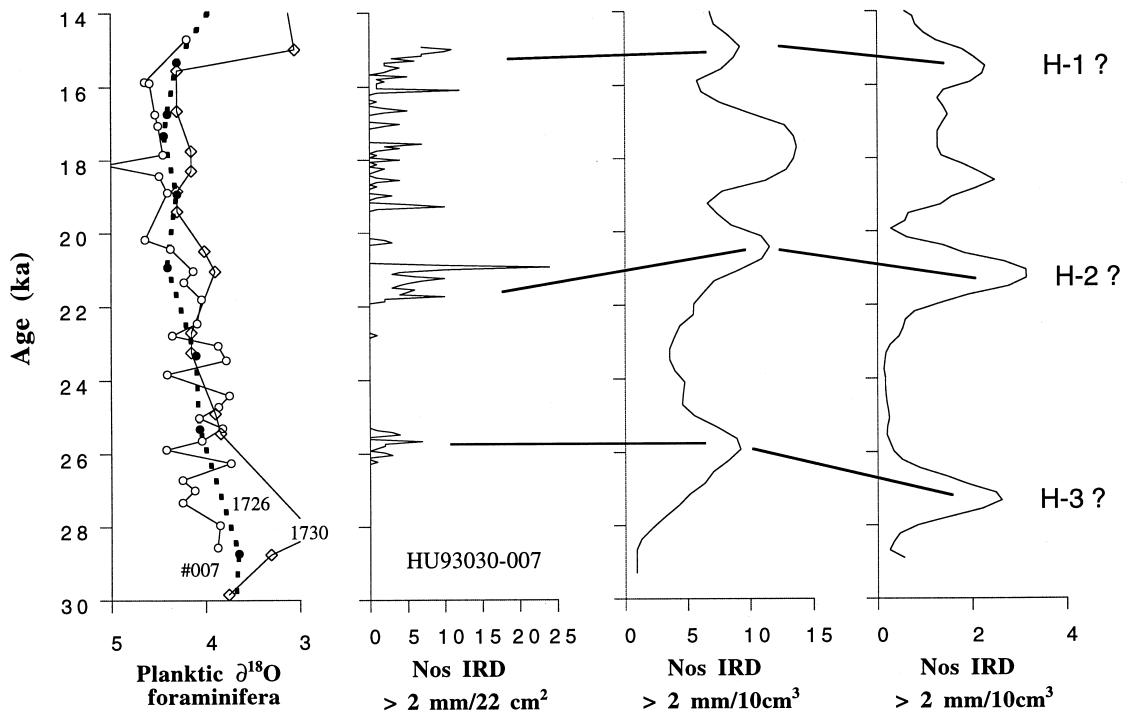 14
16
18
20
22
24
26
28
30
Age (ka)
1726
1730
#007
5 4 3
Planktic ∂18O
foraminifera
HU93030-007
0 5 10 15 20 25
Nos IRD
> 2 mm/22 cm2
0 5 10 15
Nos IRD
> 2 mm/10cm3
0 2 4
Nos IRD
> 2 mm/10cm3
H-1 ?
H-2 ?
H-3 ?